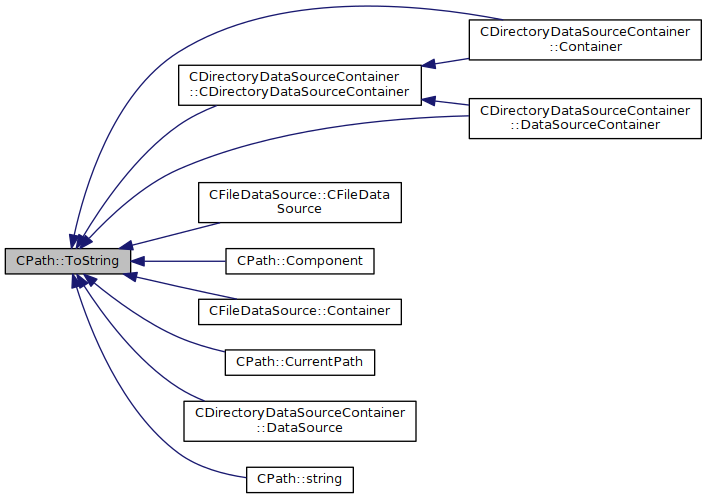 CDirectoryDataSourceContainer
::Container
CDirectoryDataSourceContainer
::CDirectoryDataSourceContainer
CDirectoryDataSourceContainer
::DataSourceContainer
CFileDataSource::CFileData
Source
CPath::ToString
CPath::Component
CFileDataSource::Container
CPath::CurrentPath
CDirectoryDataSourceContainer
::DataSource
CPath::string